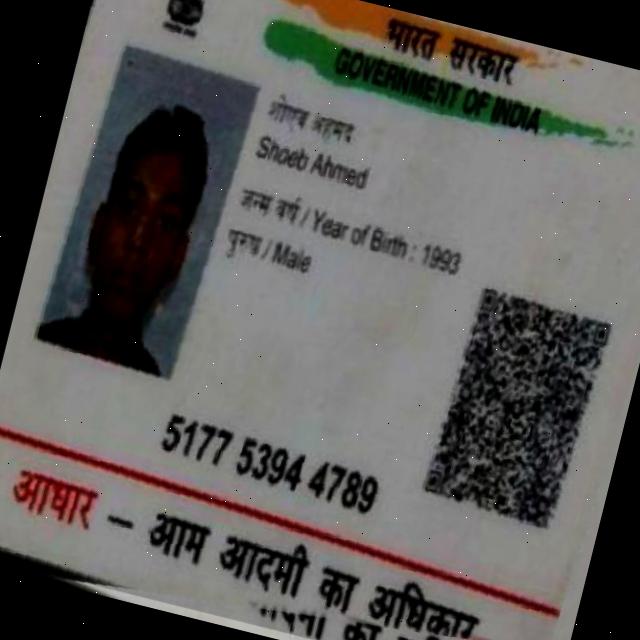 भारत सरकार
GOVERNMENT OF INDIA
शोएब अहमद
Shoeb Ahmed
जन्म वर्ष / Year of Birth : 1993
पुरुष / Male
5177 5394 4789
आधार – आम आदमी का अधिकार